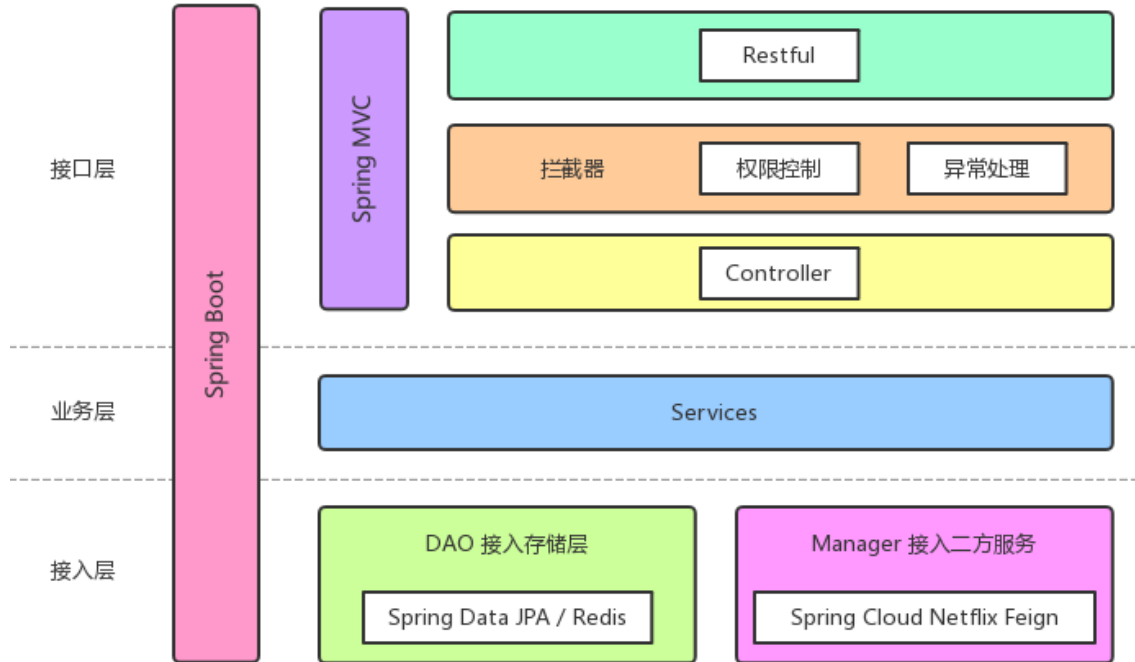 Restful
接口层
Spring MVC
拦截器
权限控制
异常处理
Controller
Spring Boot
业务层
Services
接入层
DAO 接入存储层
Spring Data JPA / Redis
Manager 接入二方服务
Spring Cloud Netflix Feign